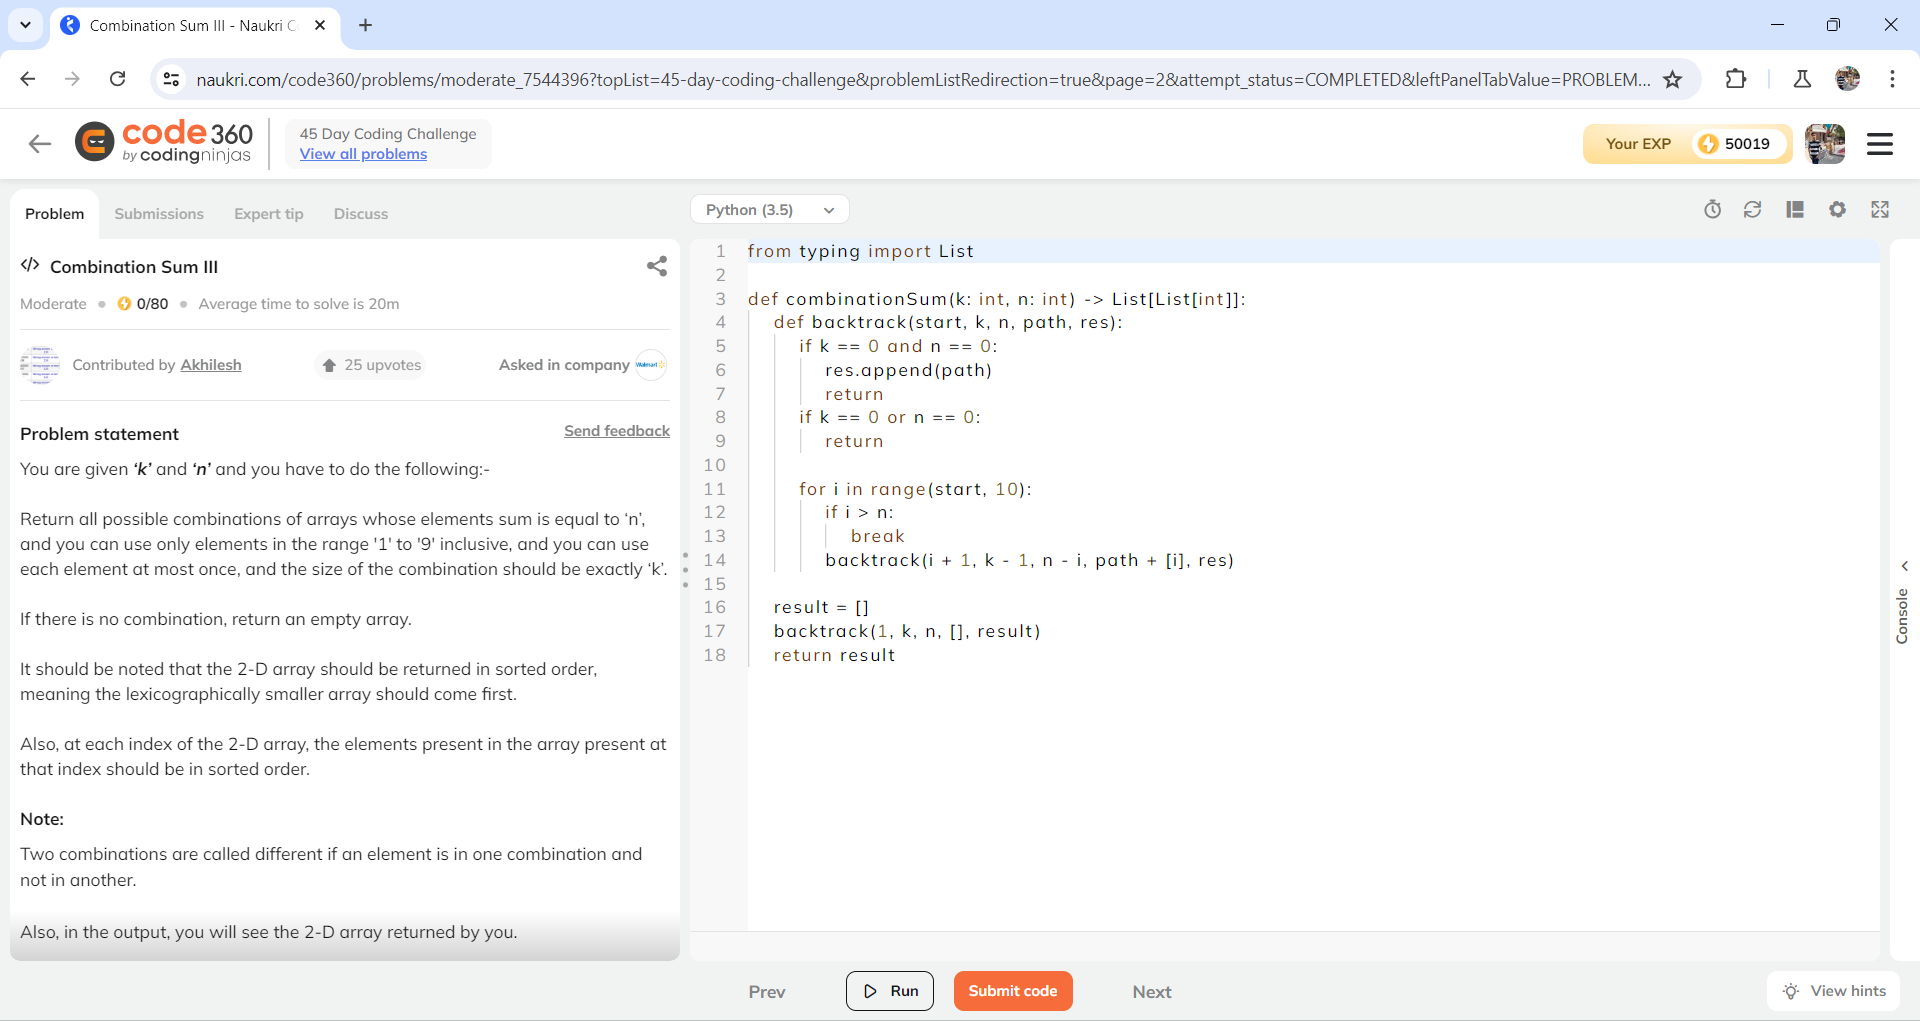 Combination Sum III - Naukri C
naukri.com/code360/problems/moderate_7544396?topList=45-day-coding-challenge&problemListRedirection=true&page=2&attempt_status=COMPLETED&leftPanelTabValue=PROBLEM...
code 360
by codingninjas
45 Day Coding Challenge
View all problems
Your EXP 50019
Problem Submissions Expert tip Discuss
Python (3.5)
</> Combination Sum III
Moderate • 0/80 • Average time to solve is 20m
Contributed by Akhilesh 25 upvotes Asked in company Walmart
Problem statement Send feedback
You are given ‘k’ and ‘n’ and you have to do the following:-
Return all possible combinations of arrays whose elements sum is equal to ‘n’,
and you can use only elements in the range '1' to '9' inclusive, and you can use
each element at most once, and the size of the combination should be exactly ‘k’.
If there is no combination, return an empty array.
It should be noted that the 2-D array should be returned in sorted order,
meaning the lexicographically smaller array should come first.
Also, at each index of the 2-D array, the elements present in the array present at
that index should be in sorted order.
Note:
Two combinations are called different if an element is in one combination and
not in another.
Also, in the output, you will see the 2-D array returned by you.
1 from typing import List
2
3 def combinationSum(k: int, n: int) -> List[List[int]]:
4 def backtrack(start, k, n, path, res):
5 if k == 0 and n == 0:
6 res.append(path)
7 return
8 if k == 0 or n == 0:
9 return
10
11 for i in range(start, 10):
12 if i > n:
13 break
14 backtrack(i + 1, k - 1, n - i, path + [i], res)
15
16 result = []
17 backtrack(1, k, n, [], result)
18 return result
Console
Prev Run Submit code Next View hints